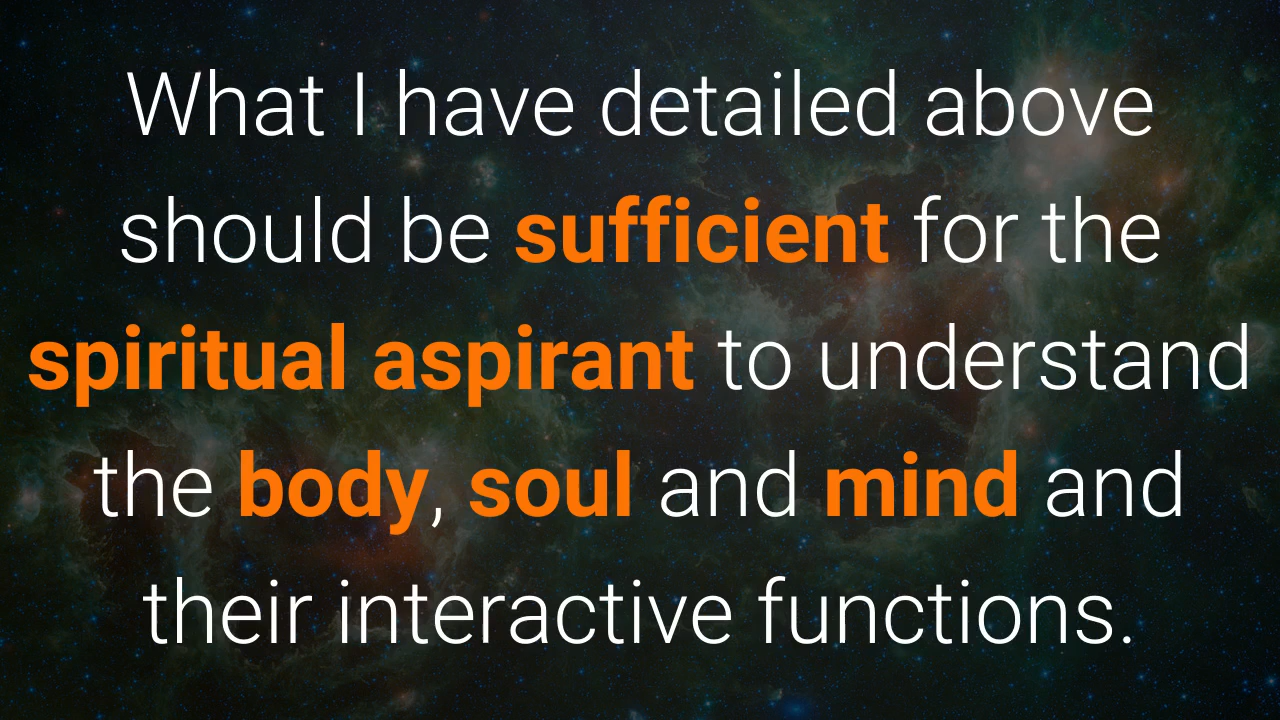 What I have detailed above
should be sufficient for the
spiritual aspirant to understand
the body, soul and mind and
their interactive functions.